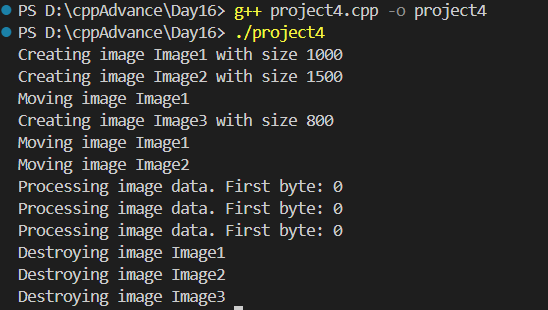 PS D:\cppAdvance\Day16> g++ project4.cpp -o project4
PS D:\cppAdvance\Day16> ./project4
Creating image Image1 with size 1000
Creating image Image2 with size 1500
Moving image Image1
Creating image Image3 with size 800
Moving image Image1
Moving image Image2
Processing image data. First byte: 0
Processing image data. First byte: 0
Processing image data. First byte: 0
Destroying image Image1
Destroying image Image2
Destroying image Image3